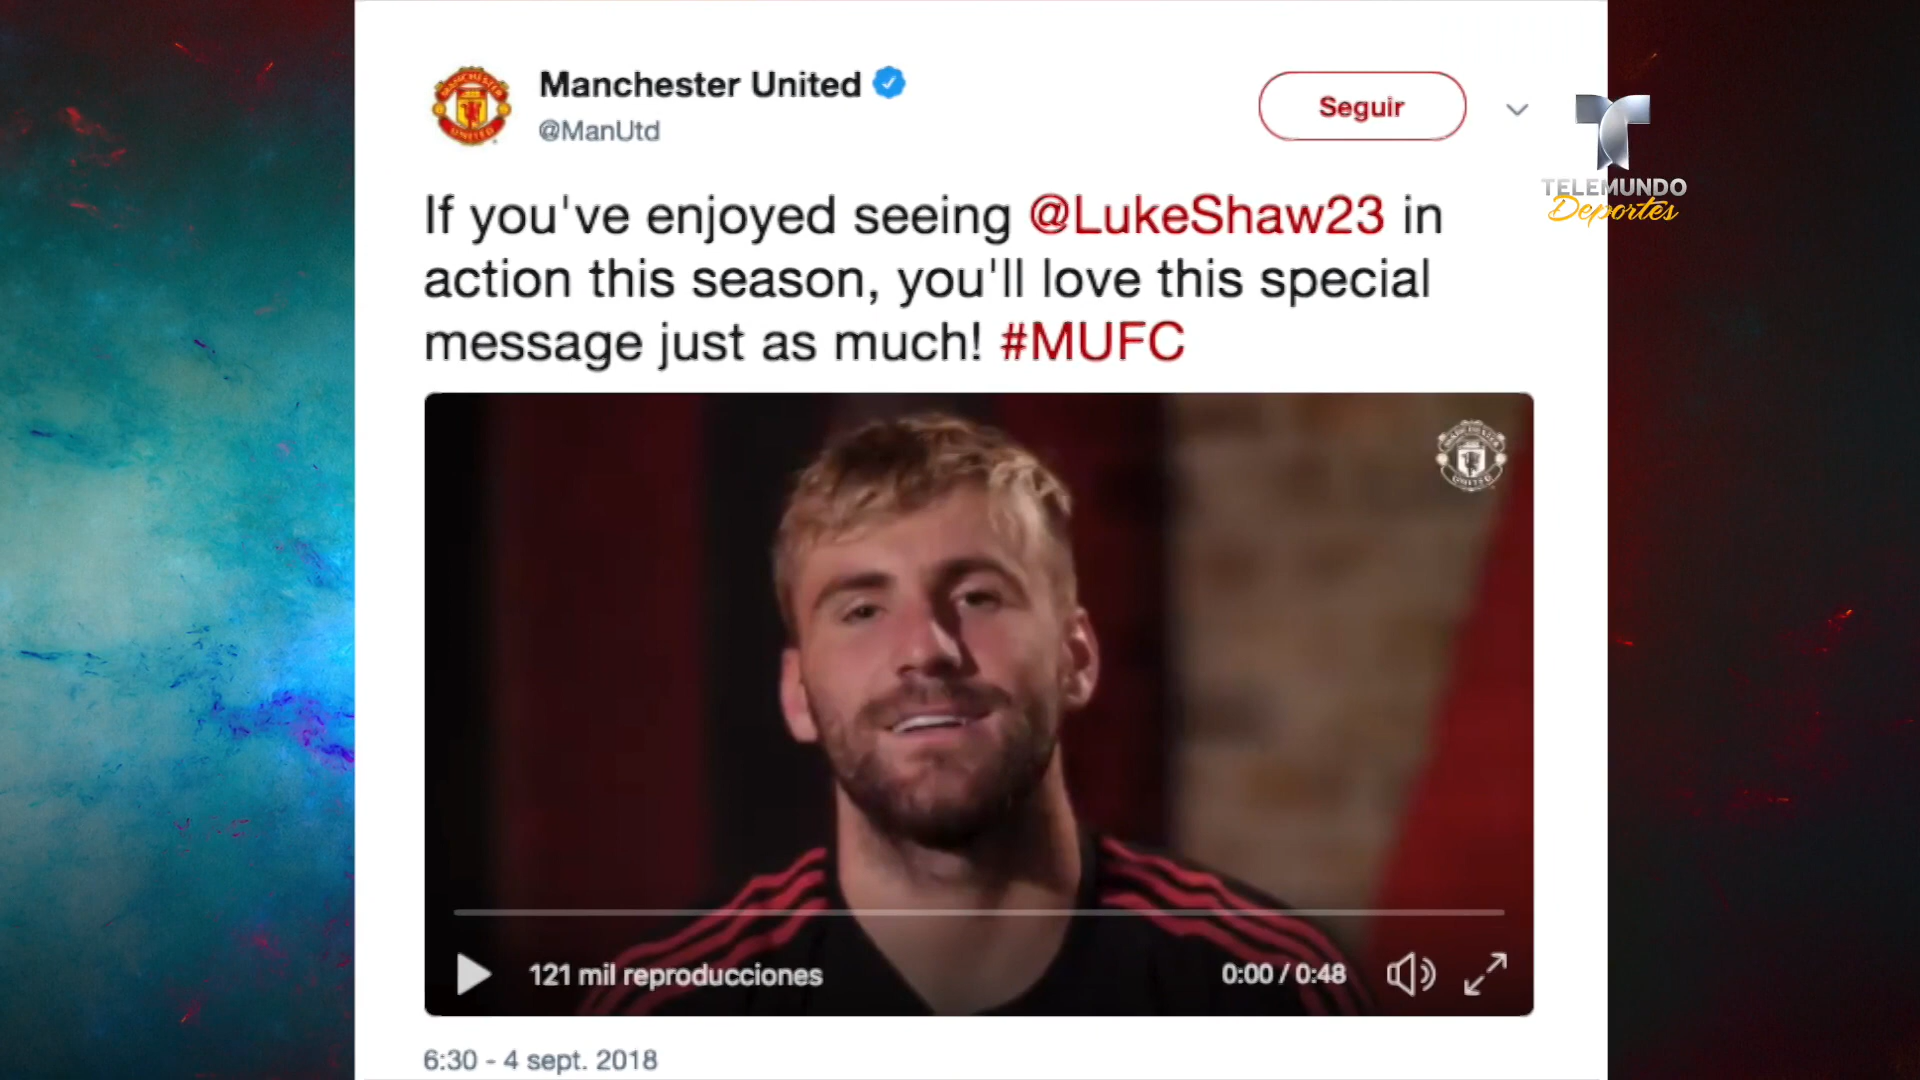 Manchester United
@ManUtd
Seguir
TELEMUNDO
Deportes
If you've enjoyed seeing @LukeShaw23 in
action this season, you'll love this special
message just as much! #MUFC
MANCHESTER
UNITED
121 mil reproducciones
0:00 / 0:48
6:30 - 4 sept. 2018